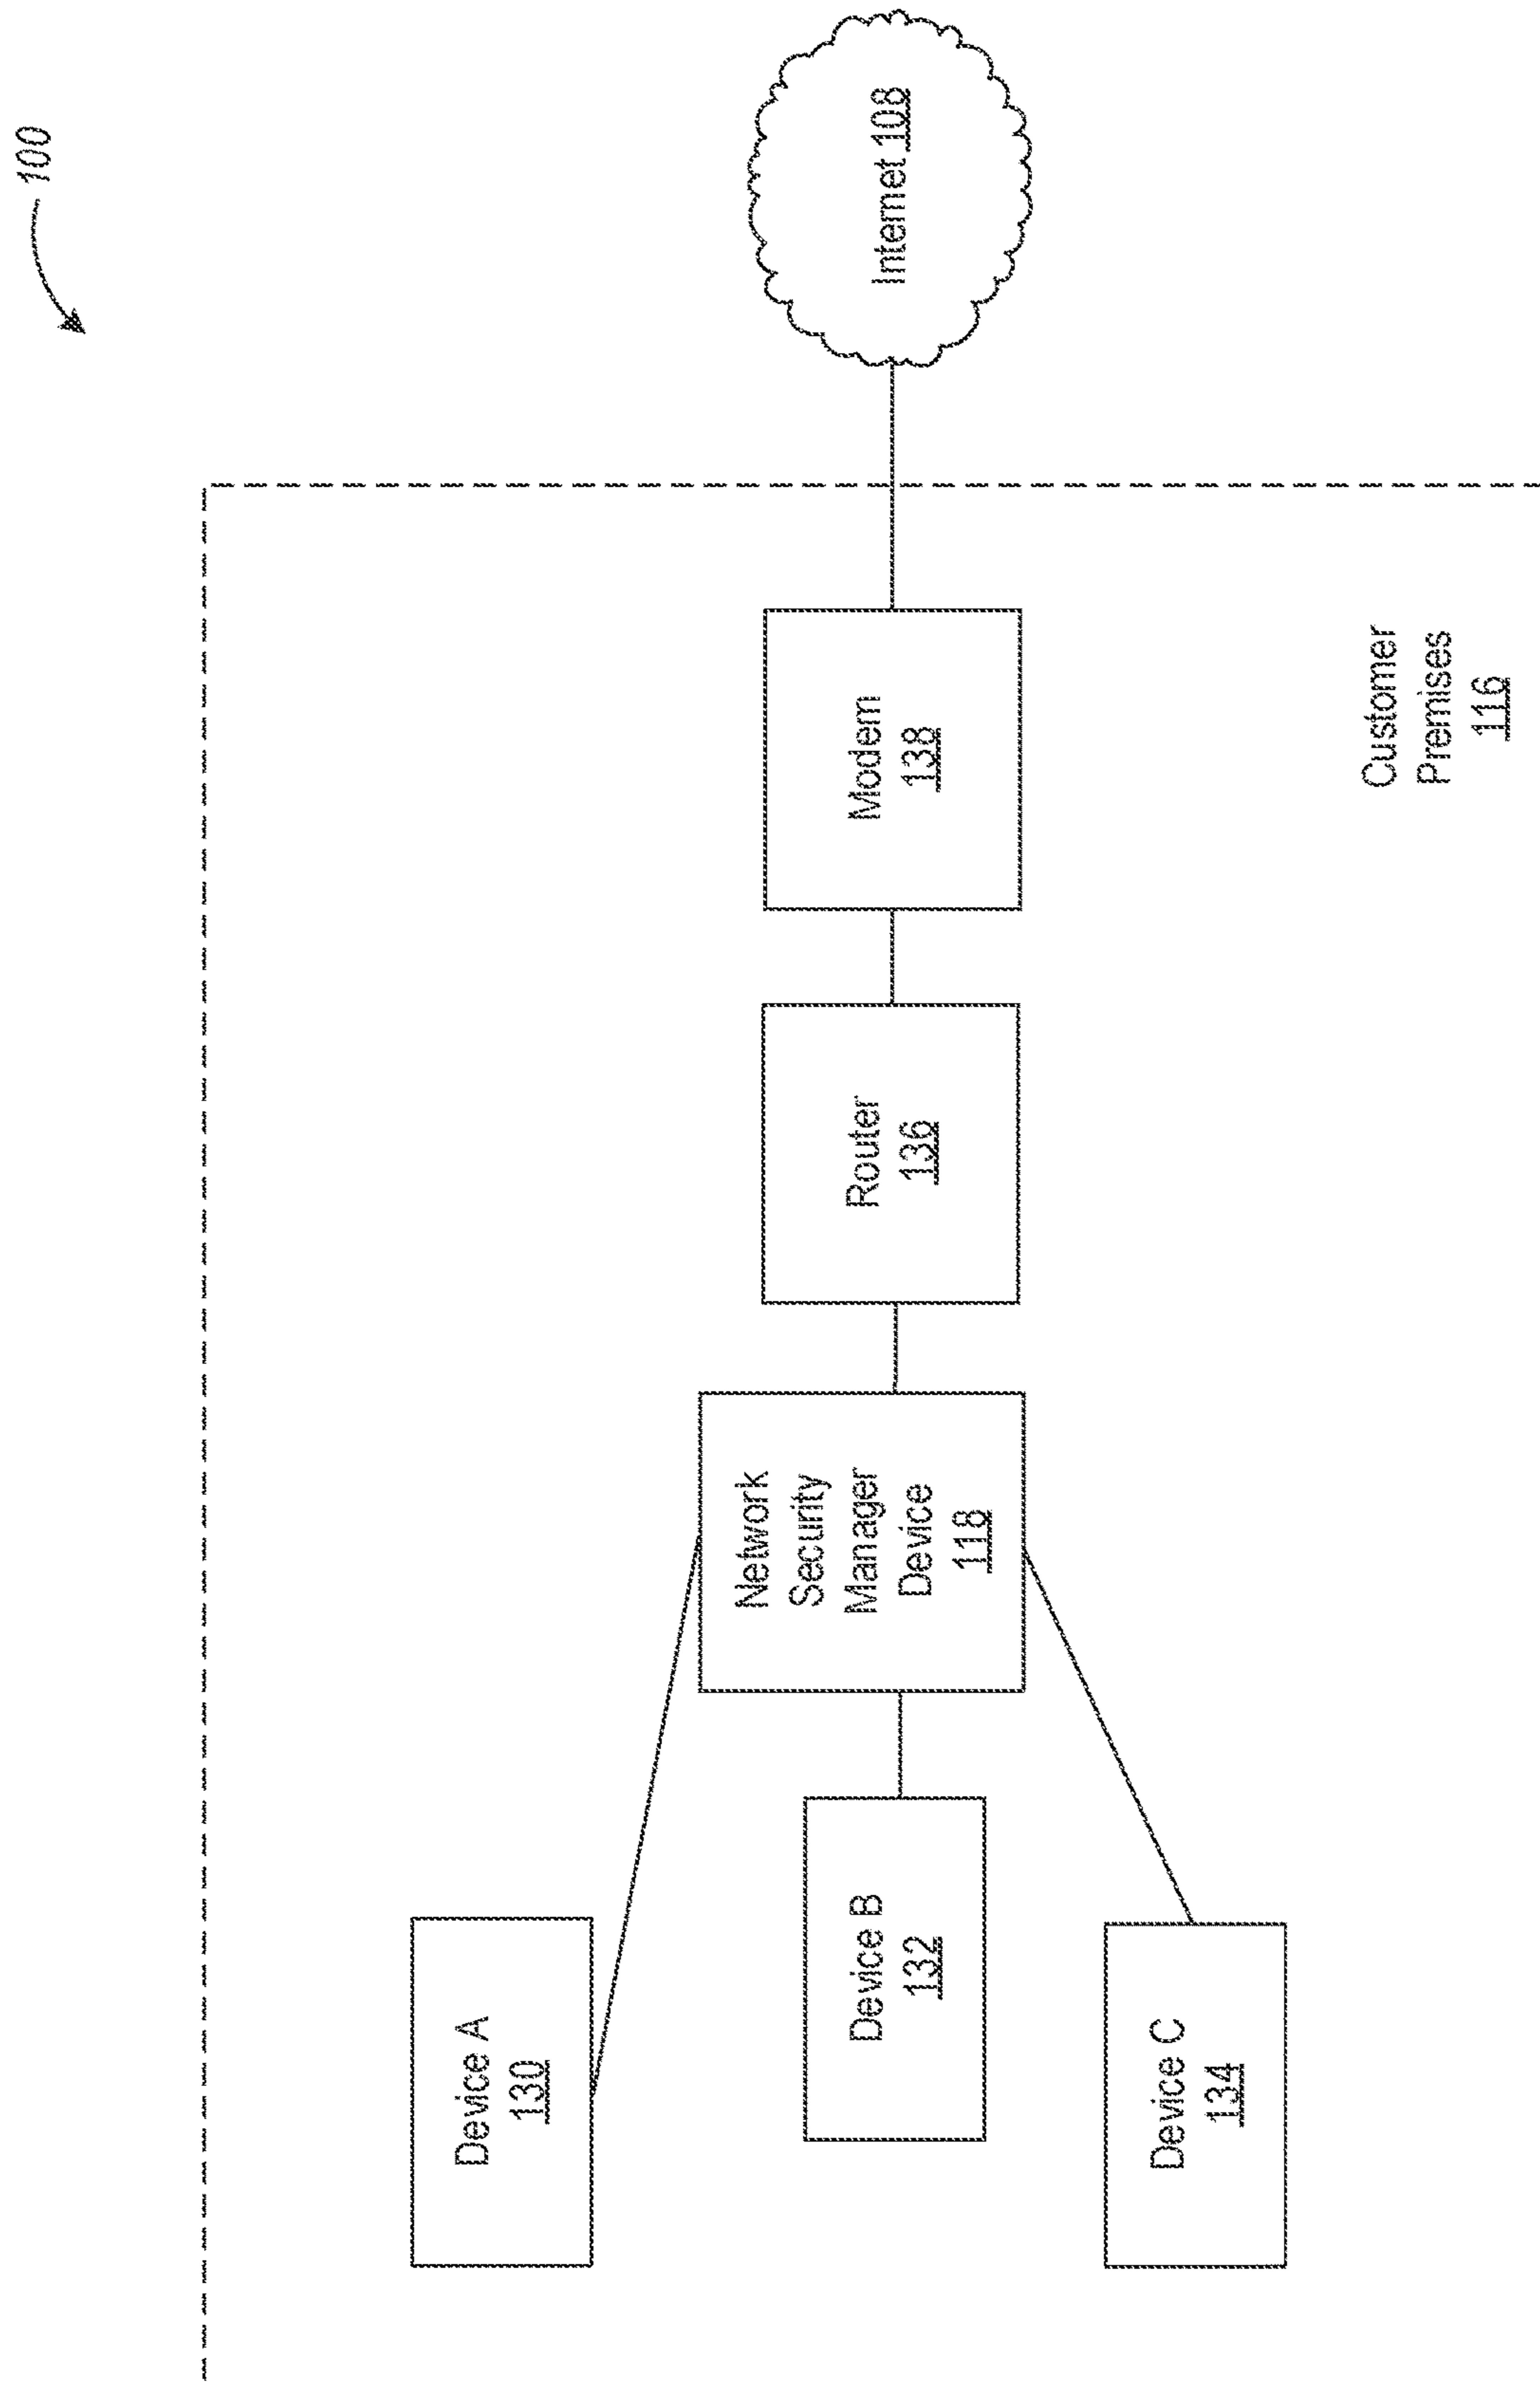 100
Internet 108
Customer
Premises
116
Modem
138
Router
136
Network
Security
Manager
Device
118
Device A
130
Device B
132
Device C
134